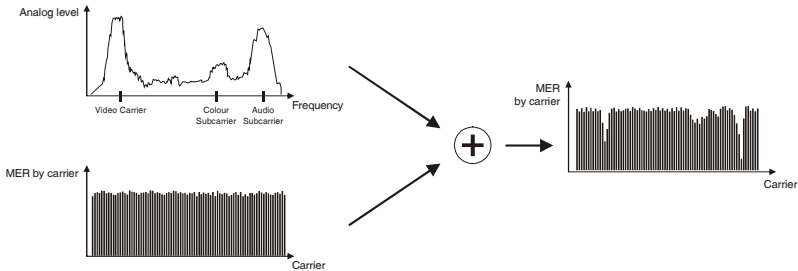 Analog level
Video Carrier
Colour
Subcarrier
Audio
Subcarrier
Frequency
MER by carrier
Carrier
MER
by carrier
Carrier